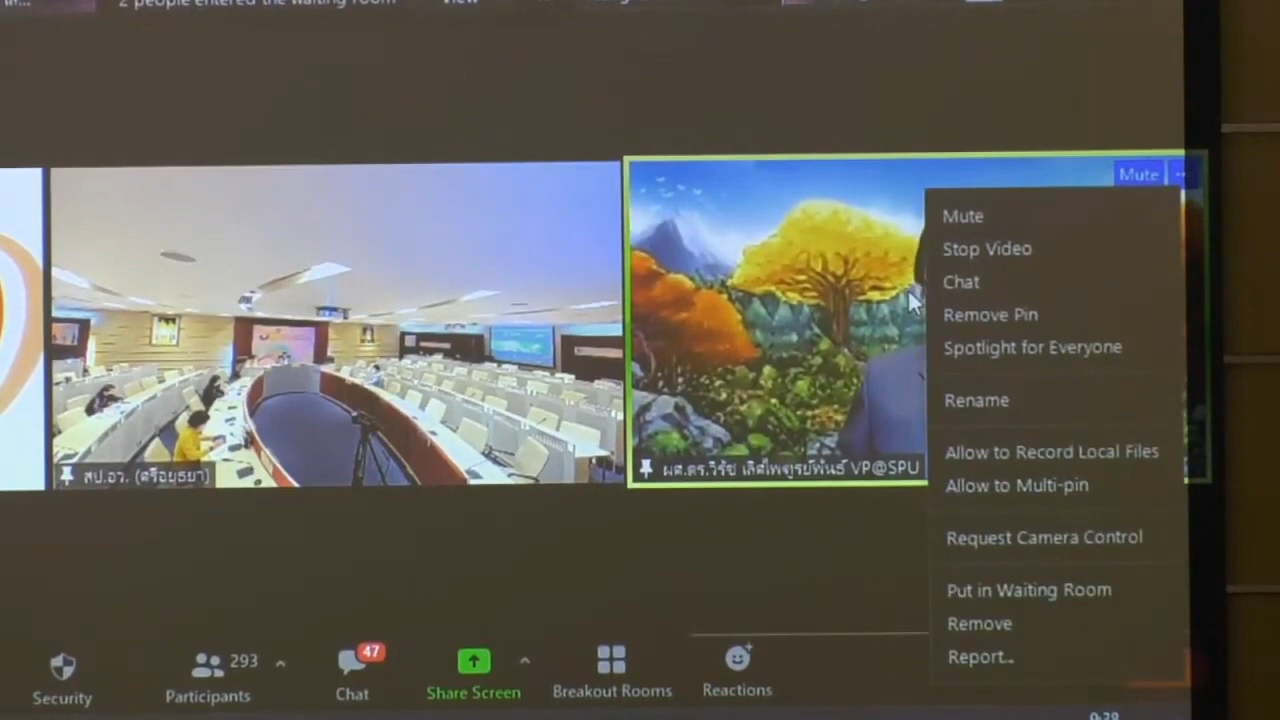 2 people entered the waiting room
View
Mute
Mute
Stop Video
Chat
Remove Pin
Spotlight for Everyone
Rename
Allow to Record Local Files
Allow to Multi-pin
Request Camera Control
Put in Waiting Room
Remove
Report...
สป.อว. (ศรีอยุธยา)
ผศ.ดร.วิรัช เลิศไพฑูรย์พันธ์ VP@SPU
Security
293
Participants
47
Chat
Share Screen
Breakout Rooms
Reactions